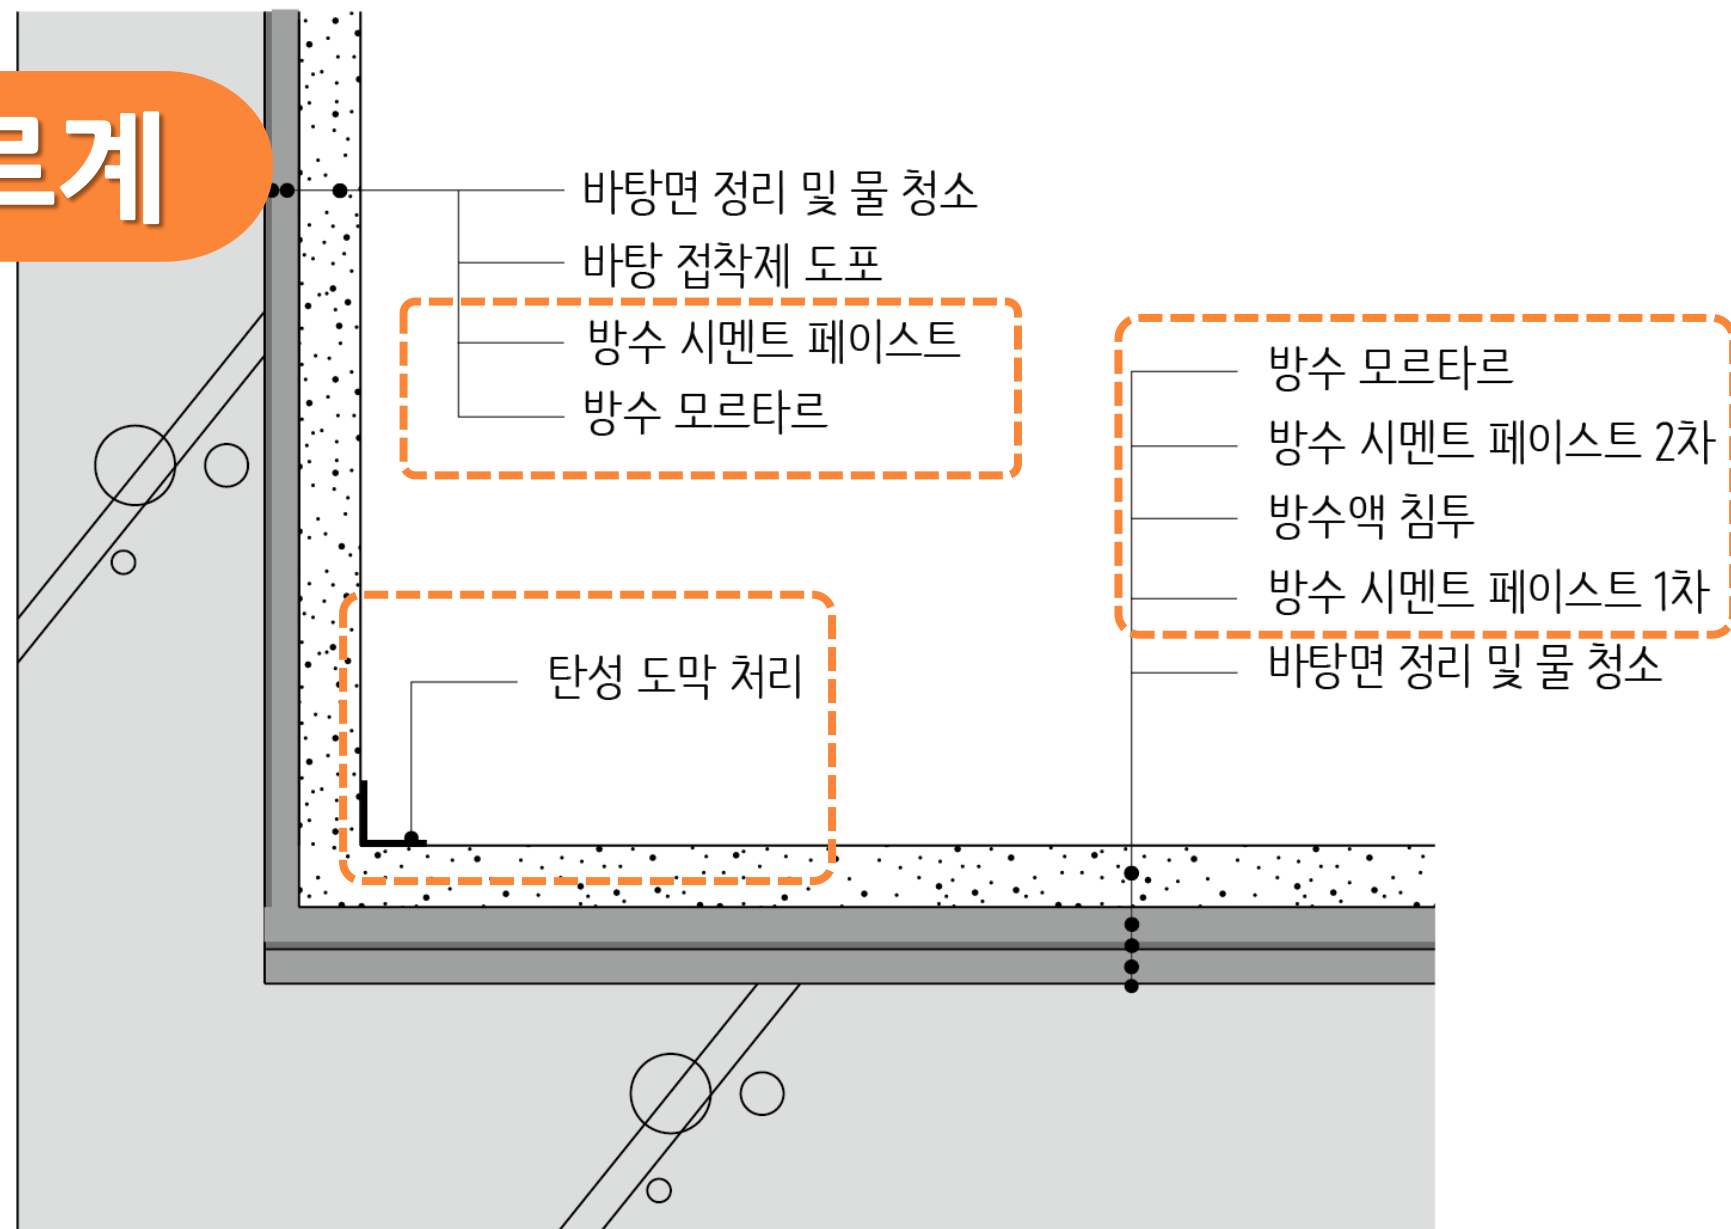 르계
바탕면 정리 및 물 청소
바탕 접착제 도포
방수 시멘트 페이스트
방수 모르타르
탄성 도막 처리
방수 모르타르
방수 시멘트 페이스트 2차
방수액 침투
방수 시멘트 페이스트 1차
바탕면 정리 및 물 청소